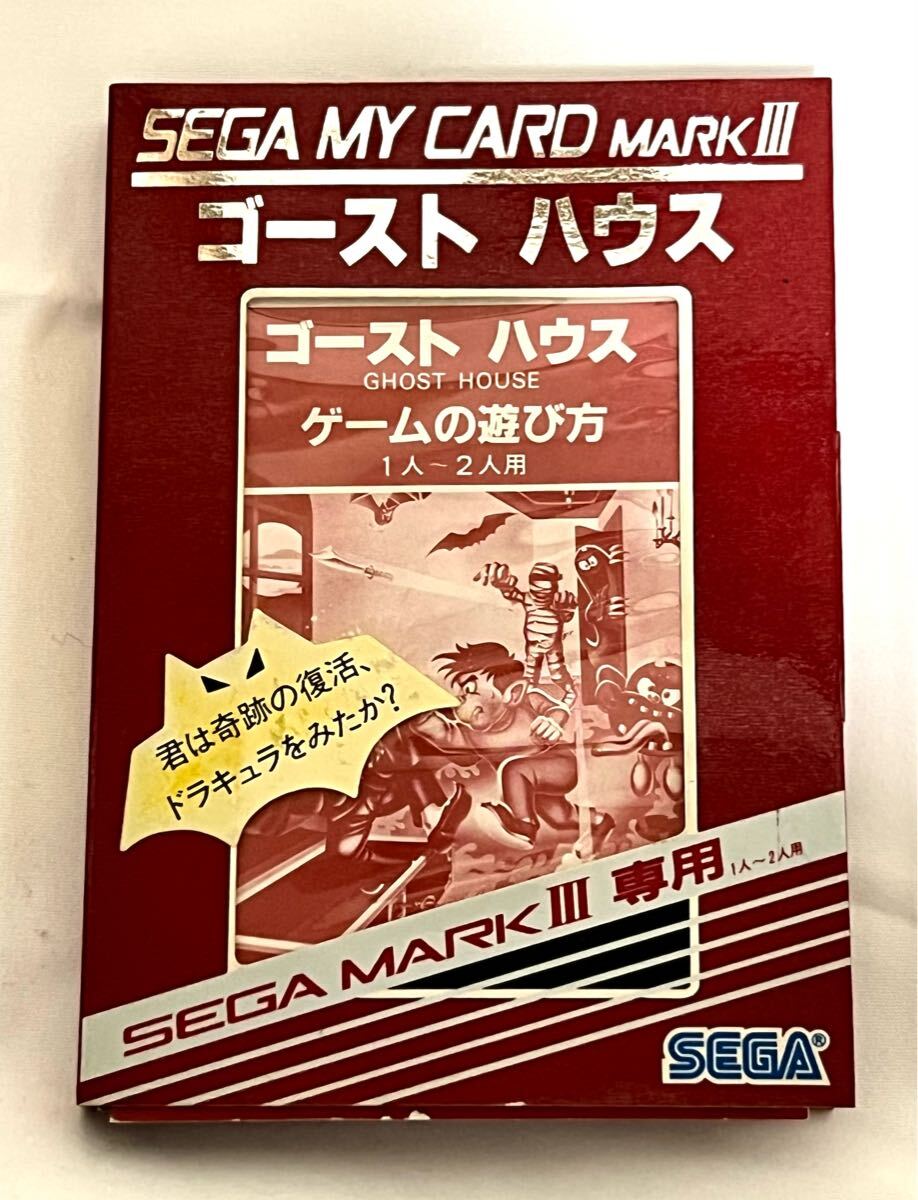 SEGA MY CARD MARK III
ゴースト ハウス
ゴースト ハウス
GHOST HOUSE
ゲームの遊び方
1人~2人用
君は奇跡の復活、
ドラキュラをみたか?
SEGA MARK III 専用 1人~2人用
SEGA®